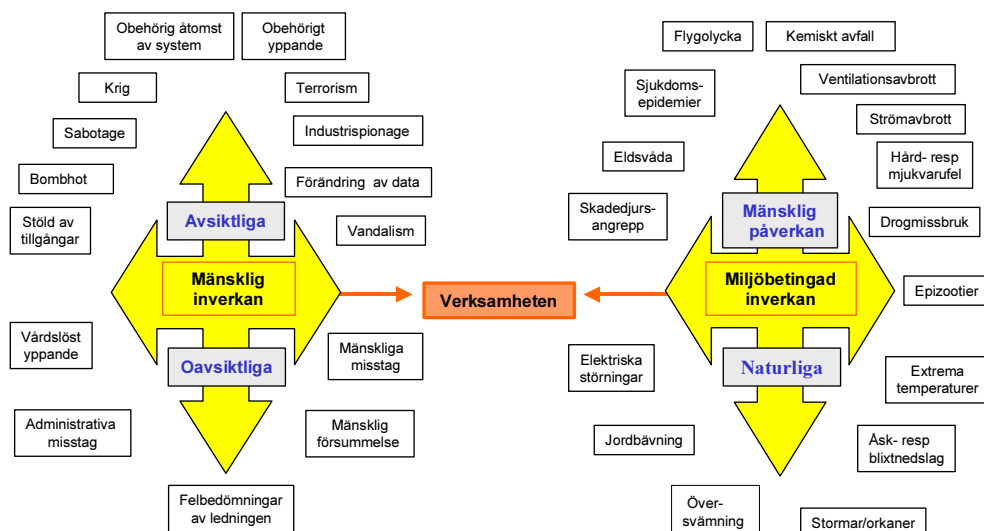 Obehörig åtomst
av system
Obehörigt
yppande
Krig
Terrorism
Sabotage
Industrispionage
Bombhot
Förändring av data
Stöld av
tillgångar
Avsiktliga
Vandalism
Mänsklig
inverkan
Vårdslöst
yppande
Oavsiktliga
Mänskliga
misstag
Administrativa
misstag
Mänsklig
försummelse
Felbedömningar
av ledningen
Verksamheten
Flygolycka
Kemiskt avfall
Sjukdoms-
epidemier
Ventilationsavbrott
Strömavbrott
Eldsvåda
Hård- resp
mjukvarufel
Skadedjurs-
angrepp
Mänsklig
påverkan
Drogmissbruk
Miljöbetingad
inverkan
Epizootier
Elektriska
störningar
Naturliga
Extrema
temperaturer
Jordbävning
Åsk- resp
blixtnedslag
Över-
svämning
Stormar/orkaner